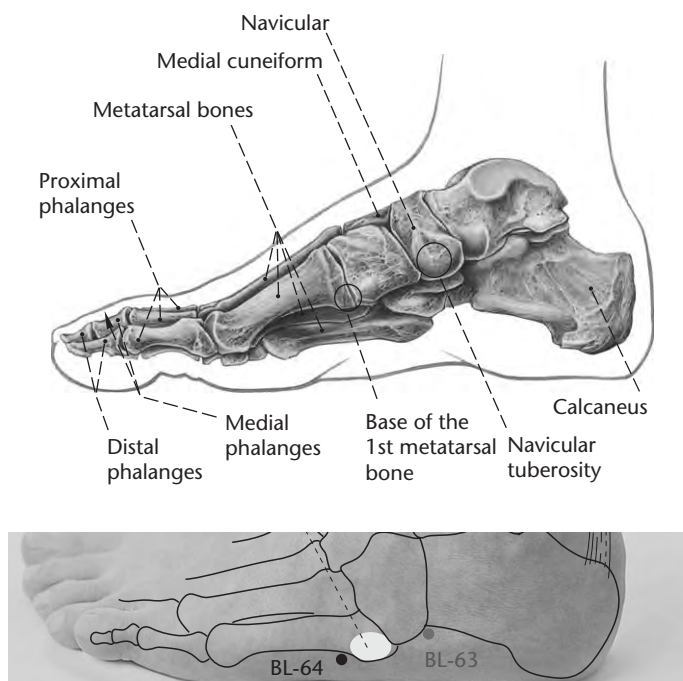 Navicular
Medial cuneiform
Metatarsal bones
Proximal
phalanges
Distal
phalanges
Medial
phalanges
Base of the
1st metatarsal
bone
Navicular
tuberosity
Calcaneus
BL-64
BL-63